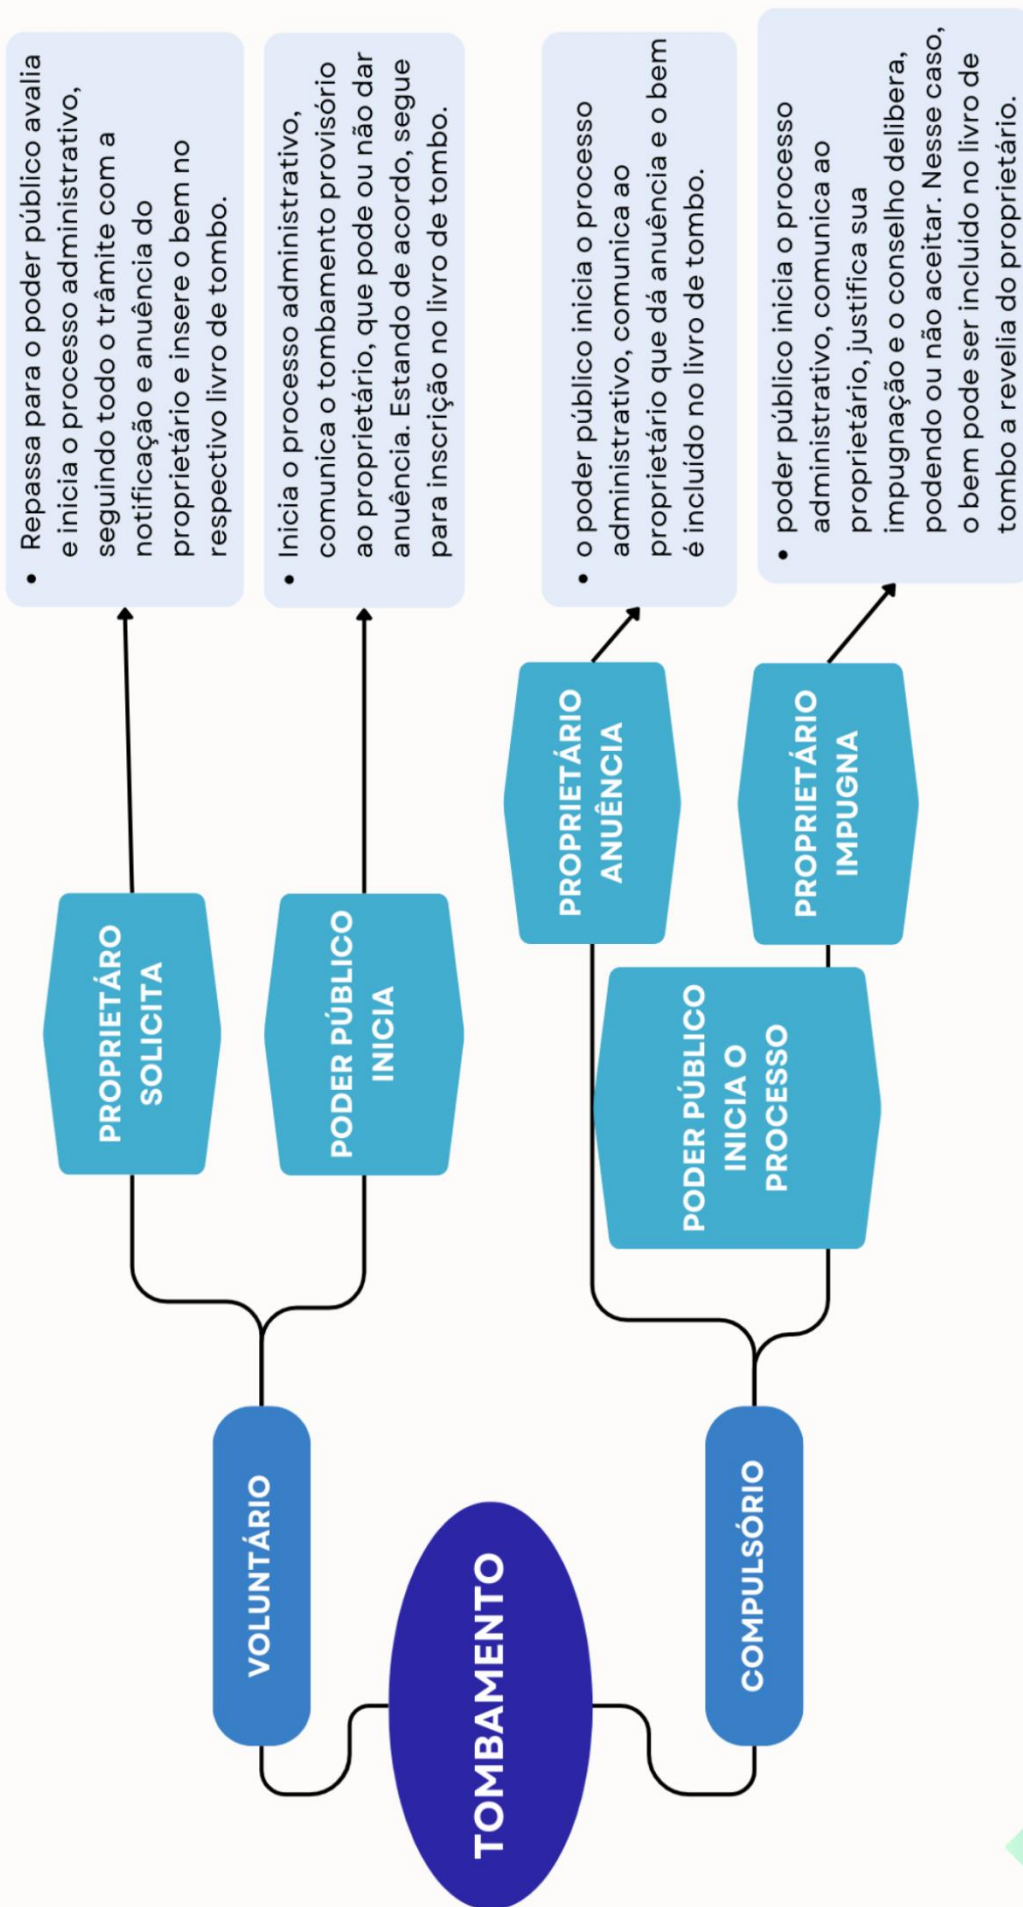 TOMBAMENTO
VOLUNTÁRIO
PROPRIETÁRO
SOLICITA
• Repassa para o poder público avalia
e inicia o processo administrativo,
seguindo todo o trâmite com a
notificação e anuência do
proprietário e insere o bem no
respectivo livro de tombo.
PODER PÚBLICO
INICIA
• Inicia o processo administrativo,
comunica o tombamento provisório
ao proprietário, que pode ou não dar
anuência. Estando de acordo, segue
para inscrição no livro de tombo.
COMPULSÓRIO
PODER PÚBLICO
INICIA O
PROCESSO
PROPRIETÁRIO
ANUÊNCIA
• o poder público inicia o processo
administrativo, comunica ao
proprietário que dá anuência e o bem
é incluído no livro de tombo.
PROPRIETÁRIO
IMPUGNA
• poder público inicia o processo
administrativo, comunica ao
proprietário, justifica sua
impugnação e o conselho delibera,
podendo ou não aceitar. Nesse caso,
o bem pode ser incluído no livro de
tombo a revelia do proprietário.